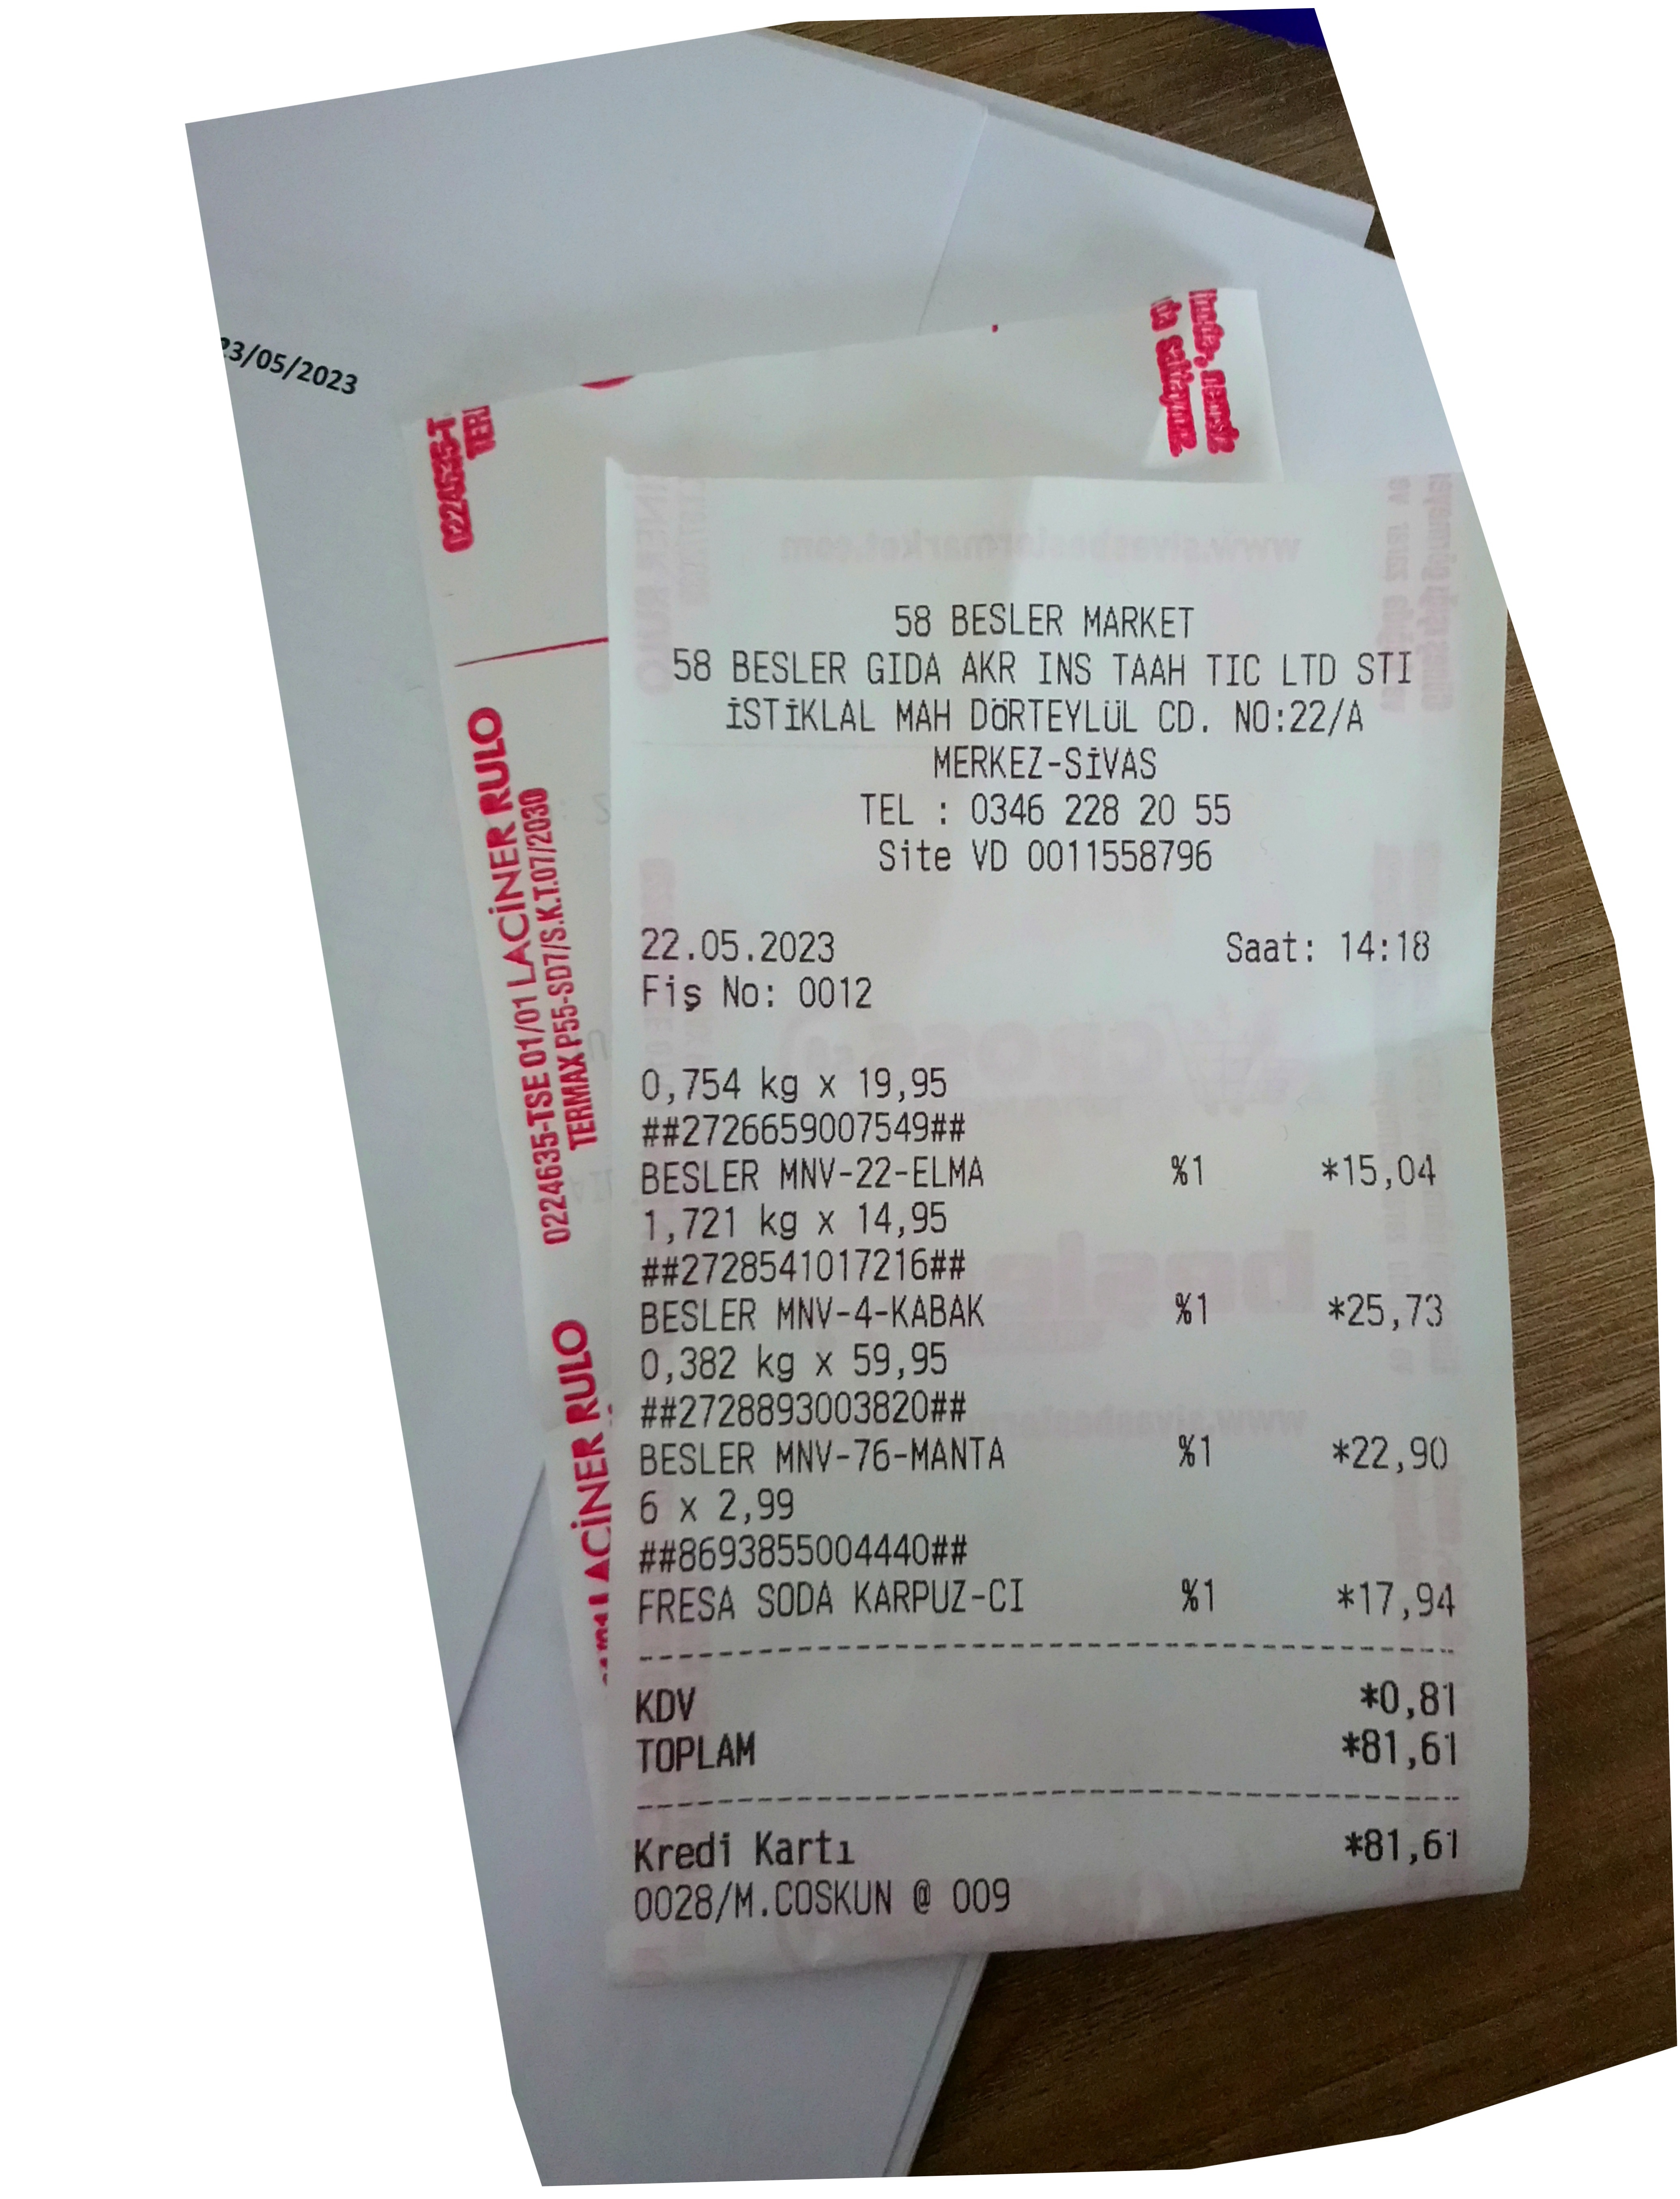 23/05/2023
0224635-TSE 01/01 LACİNER RULO
TERMAX P55-SD7/S.K.T.07/2030
LACİNER RULO
www.sivasbeslermarket.com
58 BESLER MARKET
58 BESLER GIDA AKR INS TAAH TIC LTD STI
İSTİKLAL MAH DÖRTEYLÜL CD. NO:22/A
MERKEZ-SİVAS
TEL : 0346 228 20 55
Site VD 0011558796
22.05.2023 Saat: 14:18
Fiş No: 0012
0,754 kg x 19,95
##2726659007549##
BESLER MNV-22-ELMA %1 *15,04
1,721 kg x 14,95
##2728541017216##
BESLER MNV-4-KABAK %1 *25,73
0,382 kg x 59,95
##2728893003820##
BESLER MNV-76-MANTA %1 *22,90
6 x 2,99
##8693855004440##
FRESA SODA KARPUZ-CI %1 *17,94
KDV *0,81
TOPLAM *81,61
Kredi Kartı *81,61
0028/M.COSKUN @ 009